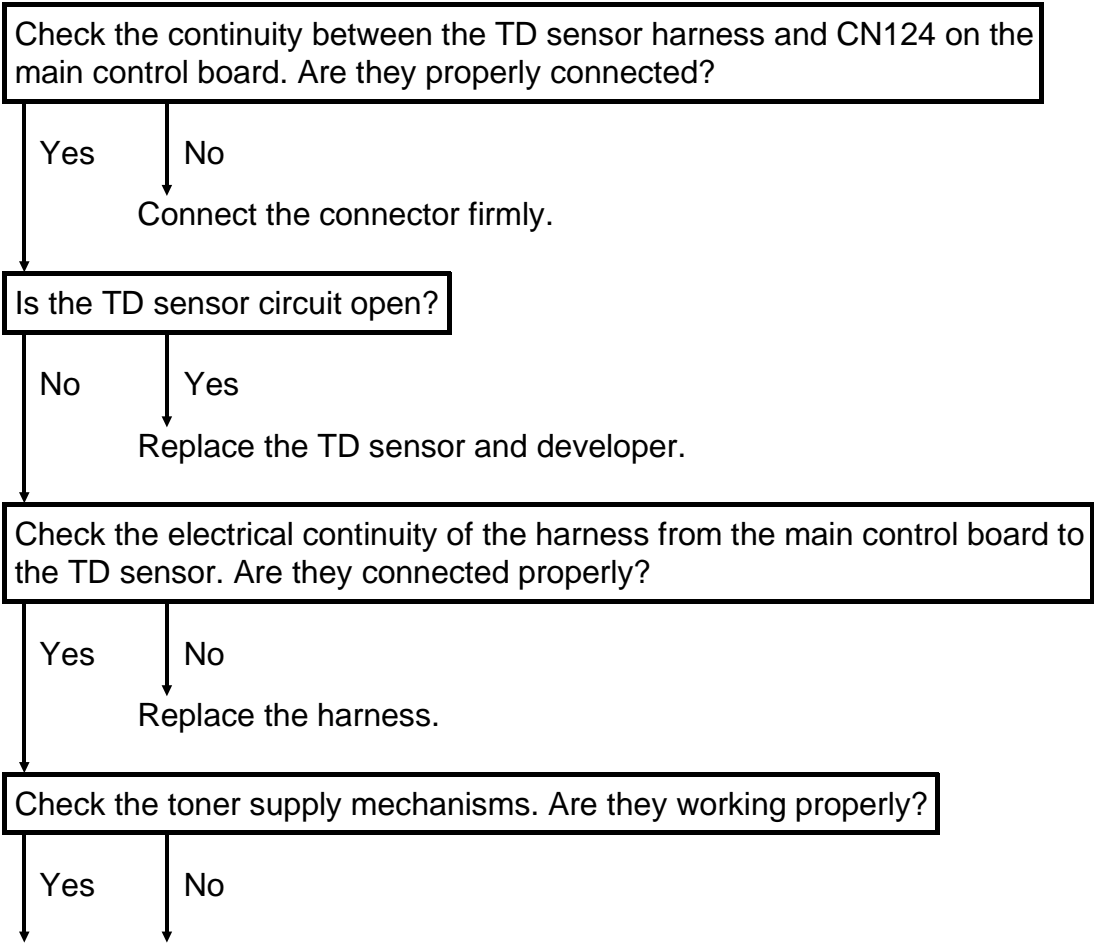 Check the continuity between the TD sensor harness and CN124 on the
main control board. Are they properly connected?
Yes No
Connect the connector firmly.
Is the TD sensor circuit open?
No Yes
Replace the TD sensor and developer.
Check the electrical continuity of the harness from the main control board to
the TD sensor. Are they connected properly?
Yes No
Replace the harness.
Check the toner supply mechanisms. Are they working properly?
Yes No